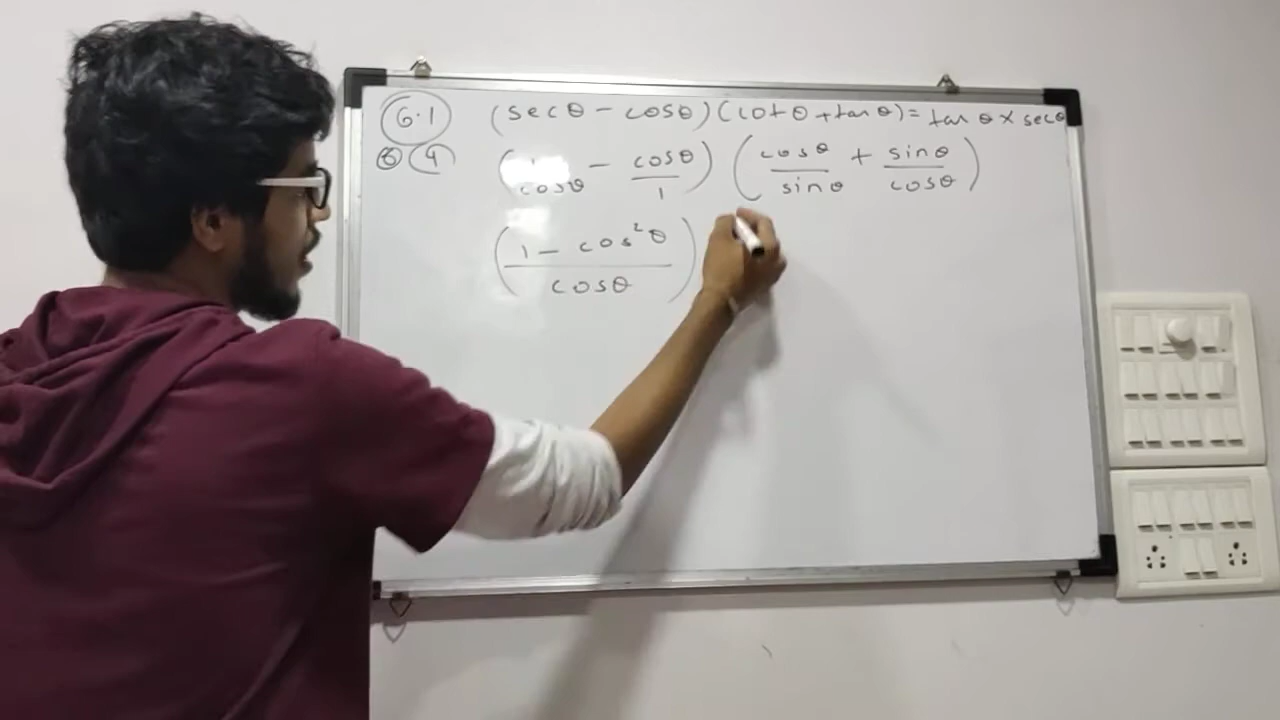 6.1 (secθ - cosθ)(cotθ + tanθ) = tanθ × secθ
⑧ 4 (1/cosθ - cosθ/1) (cosθ/sinθ + sinθ/cosθ)
((1 - cos²θ)/cosθ)